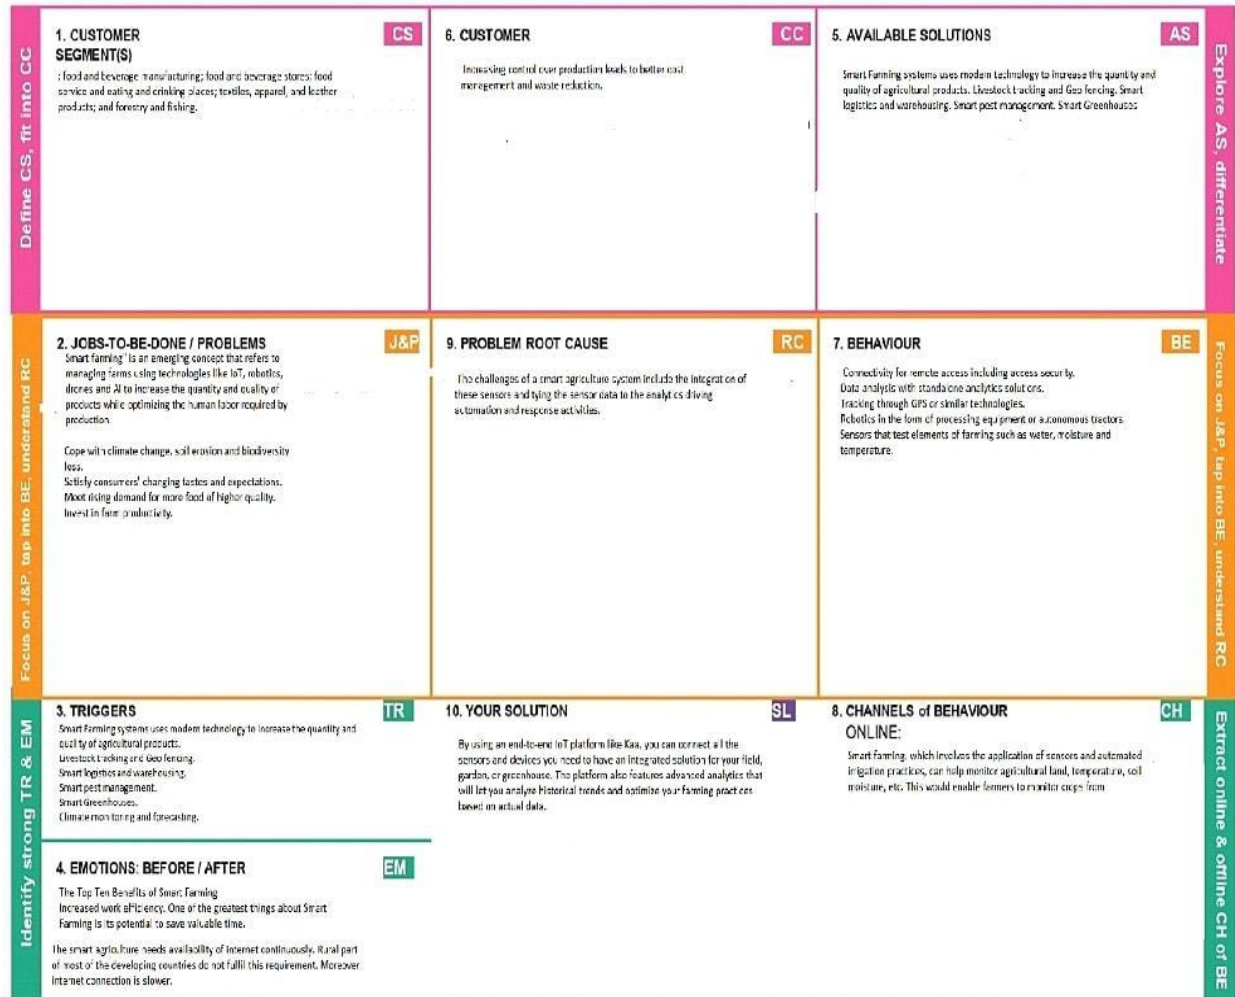 Define CS, fit into CC
1. CUSTOMER
SEGMENT(S)
CS
; food and beverage manufacturing; food and beverage stores; food
service and eating and drinking places; textiles, apparel, and leather
products; and forestry and fishing.
6. CUSTOMER
CC
Increasing control over production leads to better cost
management and waste reduction.
5. AVAILABLE SOLUTIONS
AS
Smart Farming systems uses modern technology to increase the quantity and
quality of agricultural products. Livestock tracking and Geo fencing. Smart
logistics and warehousing. Smart pest management. Smart Greenhouses
Explore AS, differentiate
Focus on J&P, tap into BE, understand RC
2. JOBS-TO-BE-DONE / PROBLEMS
J&P
Smart farming" is an emerging concept that refers to
managing farms using technologies like IoT, robotics,
drones and AI to increase the quantity and quality of
products while optimizing the human labor required by
production
Cope with climate change, soil erosion and biodiversity
loss.
Satisfy consumers' changing tastes and expectations.
Meet rising demand for more food of higher quality.
Invest in farm productivity.
9. PROBLEM ROOT CAUSE
RC
The challenges of a smart agriculture system include the integration of
these sensors and tying the sensor data to the analytics driving
automation and response activities.
7. BEHAVIOUR
BE
Connectivity for remote access including access security.
Data analysis with standalone analytics solutions.
Tracking through GPS or similar technologies.
Robotics in the form of processing equipment or autonomous tractors.
Sensors that test elements of farming such as water, moisture and
temperature.
Focus on J&P, tap into BE, understand RC
Identify strong TR & EM
3. TRIGGERS
TR
Smart Farming systems uses modern technology to increase the quantity and
quality of agricultural products.
Livestock tracking and Geo fencing.
Smart logistics and warehousing.
Smart pest management.
Smart Greenhouses.
Climate monitoring and forecasting.
4. EMOTIONS: BEFORE / AFTER
EM
The Top Ten Benefits of Smart Farming
Increased work efficiency. One of the greatest things about Smart
Farming is its potential to save valuable time.
The smart agriculture needs availability of internet continuously. Rural part
of most of the developing countries do not fulfil this requirement. Moreover
internet connection is slower.
10. YOUR SOLUTION
SL
By using an end-to-end IoT platform like Kaa, you can connect all the
sensors and devices you need to have an integrated solution for your field,
garden, or greenhouse. The platform also features advanced analytics that
will let you analyze historical trends and optimize your farming practices
based on actual data.
8. CHANNELS of BEHAVIOUR
CH
ONLINE:
Smart farming, which involves the application of sensors and automated
irrigation practices, can help monitor agricultural land, temperature, soil
moisture, etc. This would enable farmers to monitor crops from
Extract online & offline CH of BE